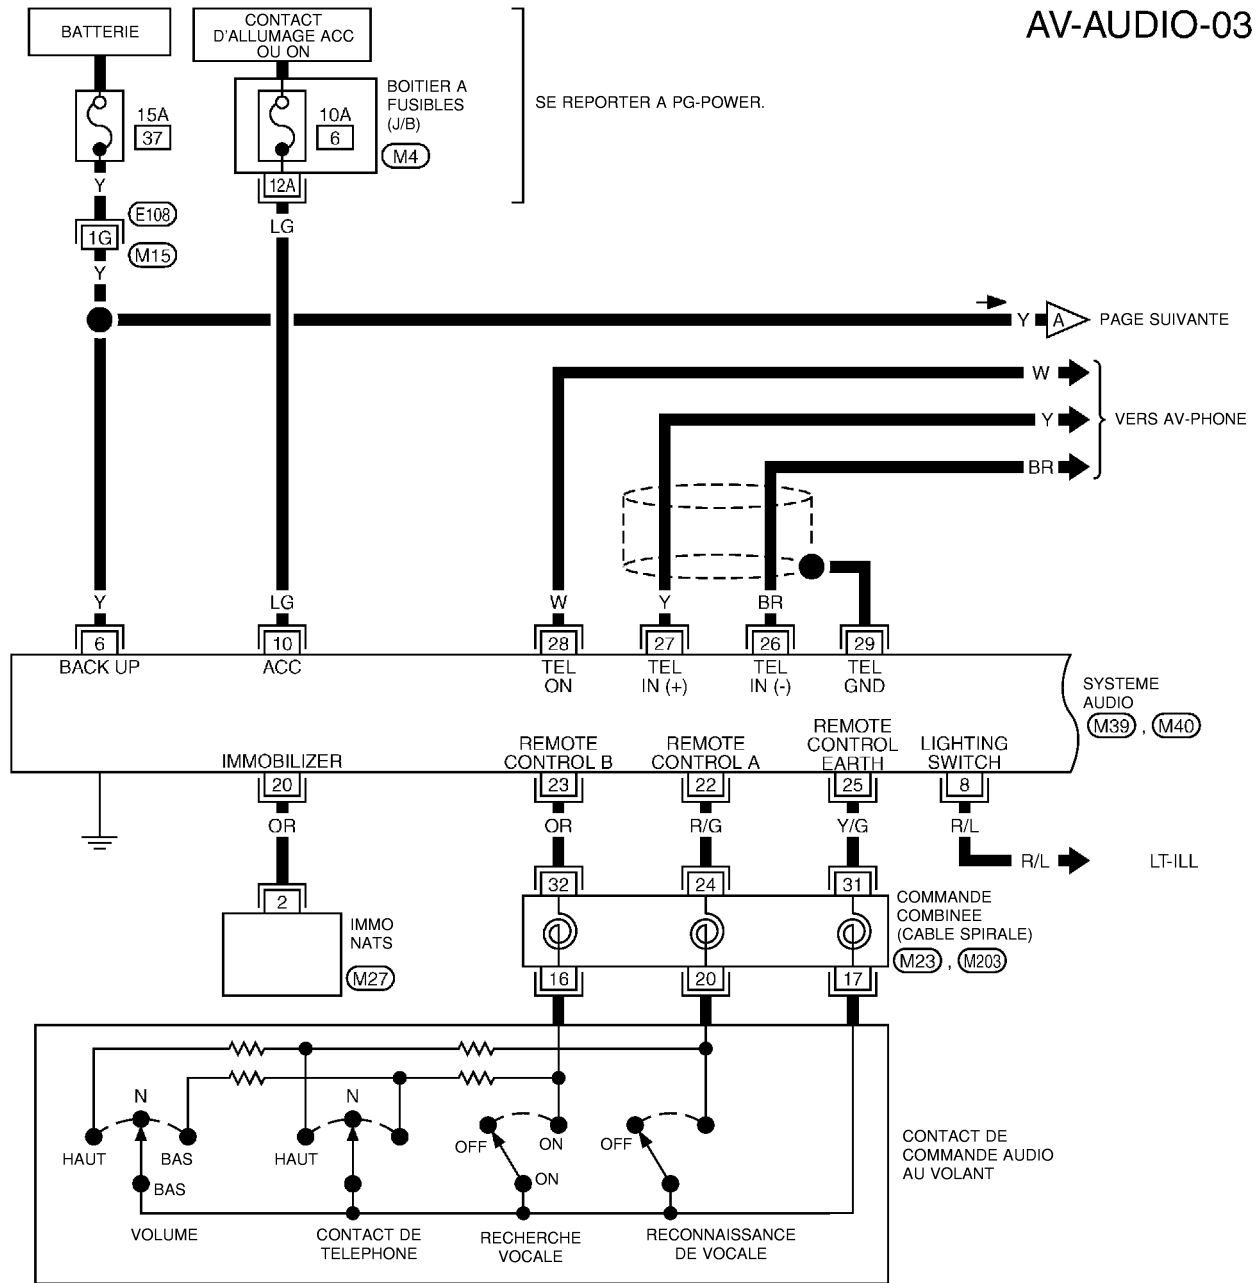 AV-AUDIO-03
BATTERIE
CONTACT
D'ALLUMAGE ACC
OU ON
15A
37
10A
6
BOITIER A
FUSIBLES
(J/B)
M4
SE REPORTER A PG-POWER.
12A
Y
LG
E108
1G
M15
Y
Y
A
PAGE SUIVANTE
W
Y
BR
VERS AV-PHONE
Y
LG
W
Y
BR
6
10
28
27
26
29
BACK UP
ACC
TEL
ON
TEL
IN (+)
TEL
IN (-)
TEL
GND
SYSTEME
AUDIO
M39 , M40
IMMOBILIZER
REMOTE
CONTROL B
REMOTE
CONTROL A
REMOTE
CONTROL
EARTH
LIGHTING
SWITCH
20
23
22
25
8
OR
OR
R/G
Y/G
R/L
R/L
LT-ILL
2
IMMO
NATS
M27
32
24
31
COMMANDE
COMBINEE
(CABLE SPIRALE)
M23 , M203
16
20
17
N
N
HAUT
BAS
BAS
HAUT
OFF
ON
ON
OFF
VOLUME
CONTACT DE
TELEPHONE
RECHERCHE
VOCALE
RECONNAISSANCE
DE VOCALE
CONTACT DE
COMMANDE AUDIO
AU VOLANT